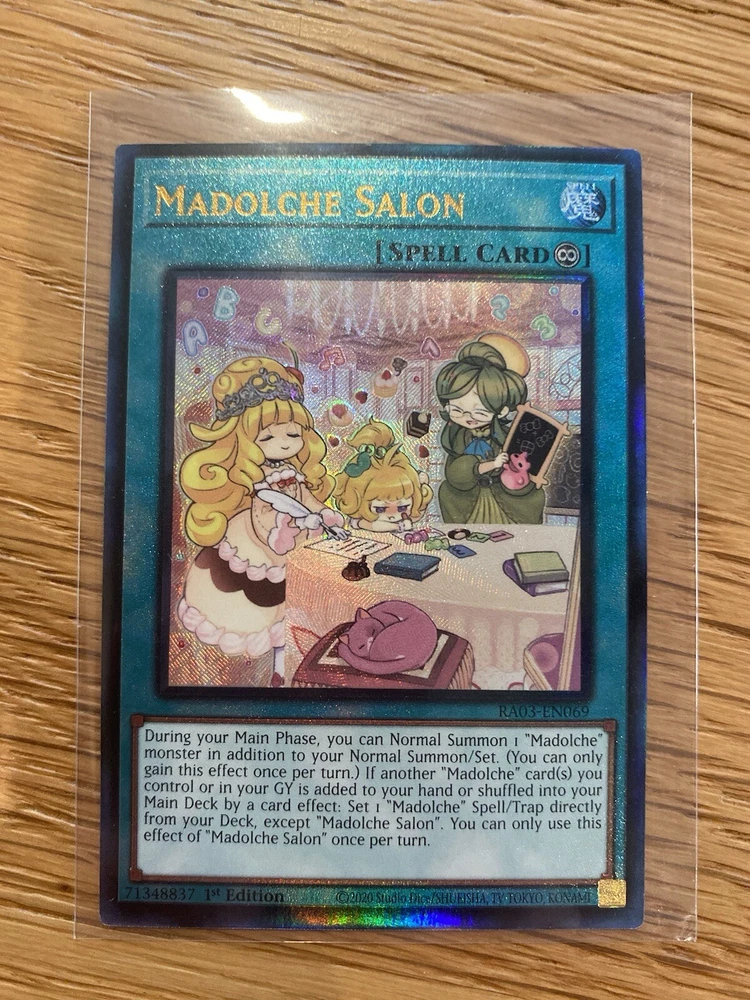 MADOLCHE SALON
魔
[SPELL CARD♾]
A B C
A
2 3
RA03-EN069
During your Main Phase, you can Normal Summon 1 "Madolche"
monster in addition to your Normal Summon/Set. (You can only
gain this effect once per turn.) If another "Madolche" card(s) you
control or in your GY is added to your hand or shuffled into your
Main Deck by a card effect: Set 1 "Madolche" Spell/Trap directly
from your Deck, except "Madolche Salon". You can only use this
effect of "Madolche Salon" once per turn.
71348837 1st Edition ©2020 Studio Dice/SHUEISHA, TV TOKYO, KONAMI